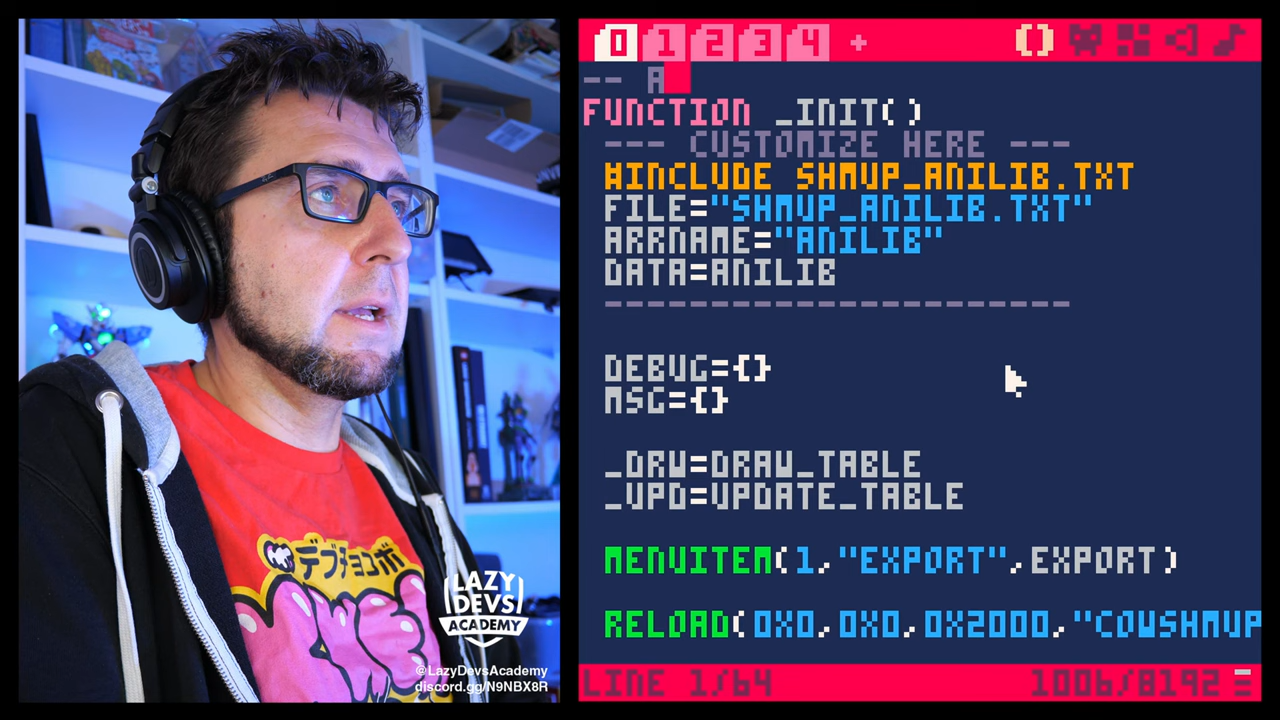 0 1 2 3 4 +
-- A
FUNCTION _INIT()
--- CUSTOMIZE HERE ---
#INCLUDE SHMUP_ANILIB.TXT
FILE="SHMUP_ANILIB.TXT"
ARRNAME="ANILIB"
DATA=ANILIB
----------------------
DEBUG={}
MSG={}
_DRW=DRAW_TABLE
_UPD=UPDATE_TABLE
MENUITEM(1,"EXPORT",EXPORT)
RELOAD(0X0,0X0,0X2000,"COWSHMUP
LINE 1/64
1006/8192
デブチョコボ
LAZY
DEVS
ACADEMY
@LazyDevsAcademy
discord.gg/N9NBX8R